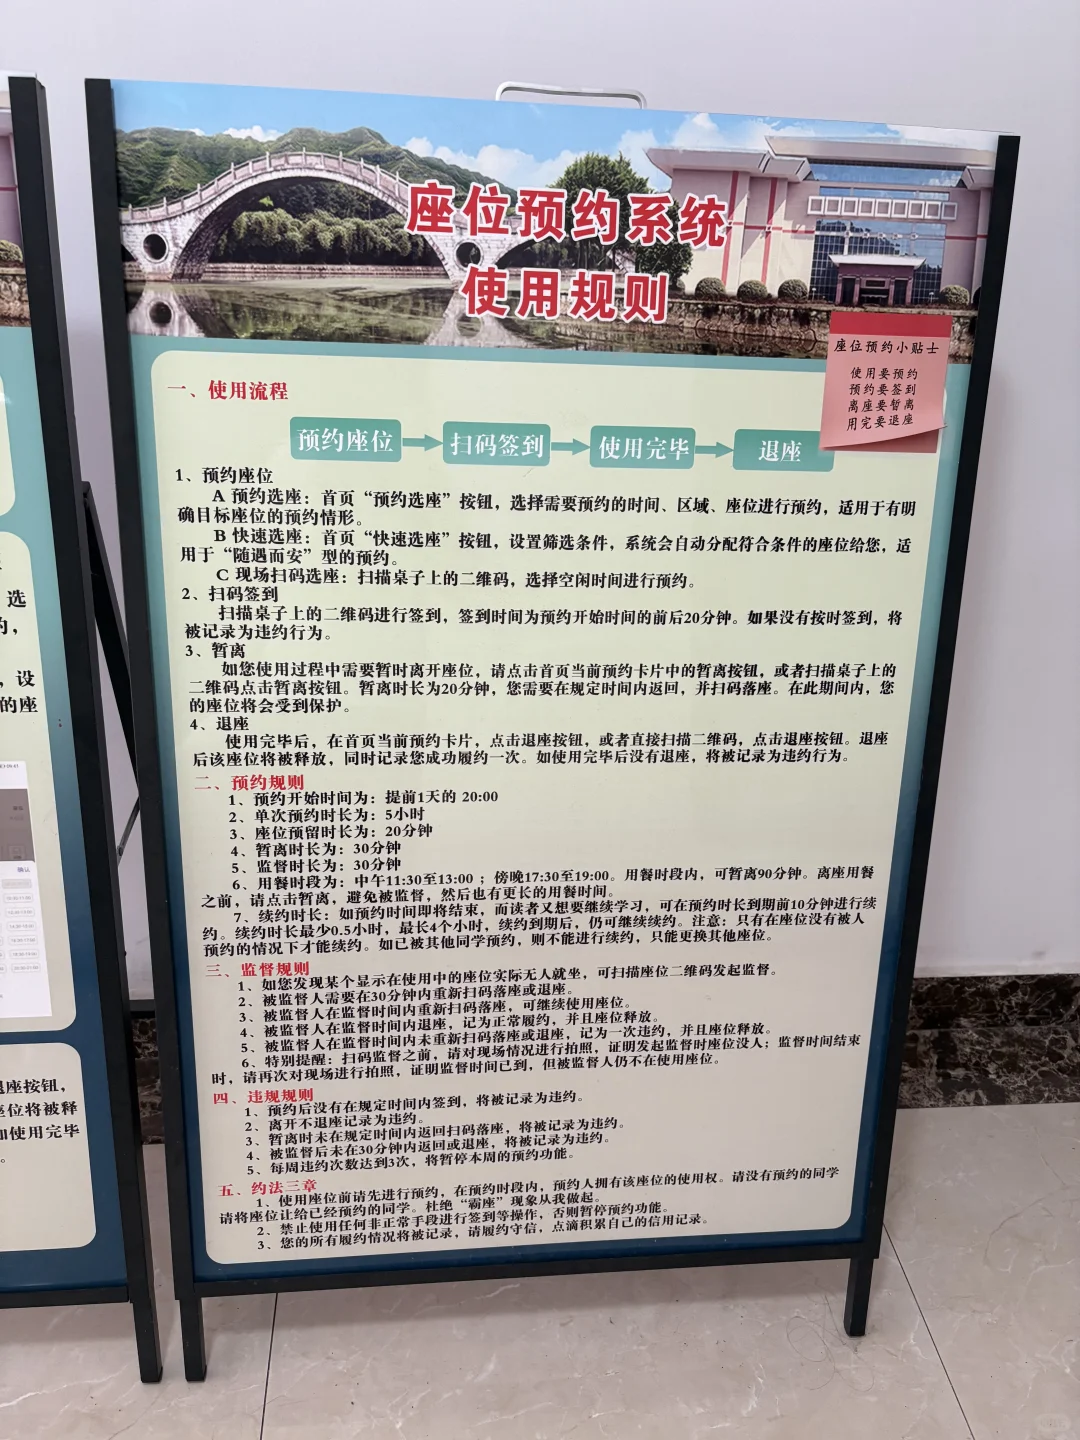 座位预约系统
使用规则
座位预约小贴士
使用要预约
预约要签到
离座要暂离
用完要退座
一、使用流程
预约座位 扫码签到 使用完毕 退座
1、预约座位
A 预约选座：首页“预约选座”按钮，选择需要预约的时间、区域、座位进行预约，适用于有明
确目标座位的预约情形。
B 快速选座：首页“快速选座”按钮，设置筛选条件，系统会自动分配符合条件的座位给您，适
用于“随遇而安”型的预约。
C 现场扫码选座：扫描桌子上的二维码，选择空闲时间进行预约。
2、扫码签到
扫描桌子上的二维码进行签到，签到时间为预约开始时间的前后20分钟。如果没有按时签到，将
被记录为违约行为。
3、暂离
如您使用过程中需要暂时离开座位，请点击首页当前预约卡片中的暂离按钮，或者扫描桌子上的
二维码点击暂离按钮。暂离时长为20分钟，您需要在规定时间内返回，并扫码落座。在此期间内，您
的座位将会受到保护。
4、退座
使用完毕后，在首页当前预约卡片，点击退座按钮，或者直接扫描二维码，点击退座按钮。退座
后该座位将被释放，同时记录您成功履约一次。如使用完毕后没有退座，将被记录为违约行为。
二、预约规则
1、预约开始时间为：提前1天的 20:00
2、单次预约时长为：5小时
3、座位预留时长为：20分钟
4、暂离时长为：30分钟
5、监督时长为：30分钟
6、用餐时段为：中午11:30至13:00 ；傍晚17:30至19:00。用餐时段内，可暂离90分钟。离座用餐
之前，请点击暂离，避免被监督，然后也有更长的用餐时间。
7、续约时长：如预约时间即将结束，而读者又想要继续学习，可在预约时长到期前10分钟进行续
约。续约时长最少0.5小时，最长4个小时，续约到期后，仍可继续续约。注意：只有在座位没有被人
预约的情况下才能续约。如已被其他同学预约，则不能进行续约，只能更换其他座位。
三、监督规则
1、如您发现某个显示在使用中的座位实际无人就坐，可扫描座位二维码发起监督。
2、被监督人需要在30分钟内重新扫码落座或退座。
3、被监督人在监督时间内重新扫码落座，可继续使用座位。
4、被监督人在监督时间内退座，记为正常履约，并且座位释放。
5、被监督人在监督时间内未重新扫码落座或退座，记为一次违约，并且座位释放。
6、特别提醒：扫码监督之前，请对现场情况进行拍照，证明发起监督时座位没人；监督时间结束
时，请再次对现场进行拍照，证明监督时间已到，但被监督人仍不在使用座位。
四、违规规则
1、预约后没有在规定时间内签到，将被记录为违约。
2、离开不退座记录为违约。
3、暂离时未在规定时间内返回扫码落座，将被记录为违约。
4、被监督后未在30分钟内返回或退座，将被记录为违约。
5、每周违约次数达到3次，将暂停本周的预约功能。
五、约法三章
1、使用座位前请先进行预约，在预约时段内，预约人拥有该座位的使用权。请没有预约的同学
请将座位让给已经预约的同学。杜绝“霸座”现象从我做起。
2、禁止使用任何非正常手段进行签到等操作，否则暂停预约功能。
3、您的所有履约情况将被记录，请履约守信，点滴积累自己的信用记录。
选
约，
，设
的座
确认
退座按钮，
座位将被释
如使用完毕
。